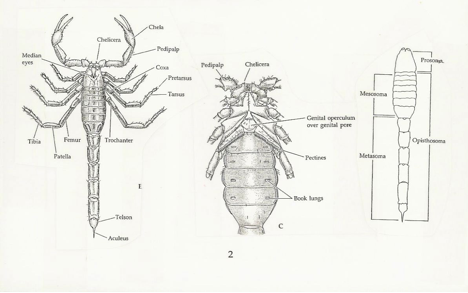 Chela
Chelicera
Pedipalp
Median
eyes
Coxa
Pretarsus
Tarsus
Tibia
Femur
Trochanter
Patella
E
Telson
Aculeus
Pedipalp
Chelicera
Genital operculum
over genital pore
Pectines
Book lungs
C
Prosoma
Mesosoma
Opisthosoma
Metasoma
2